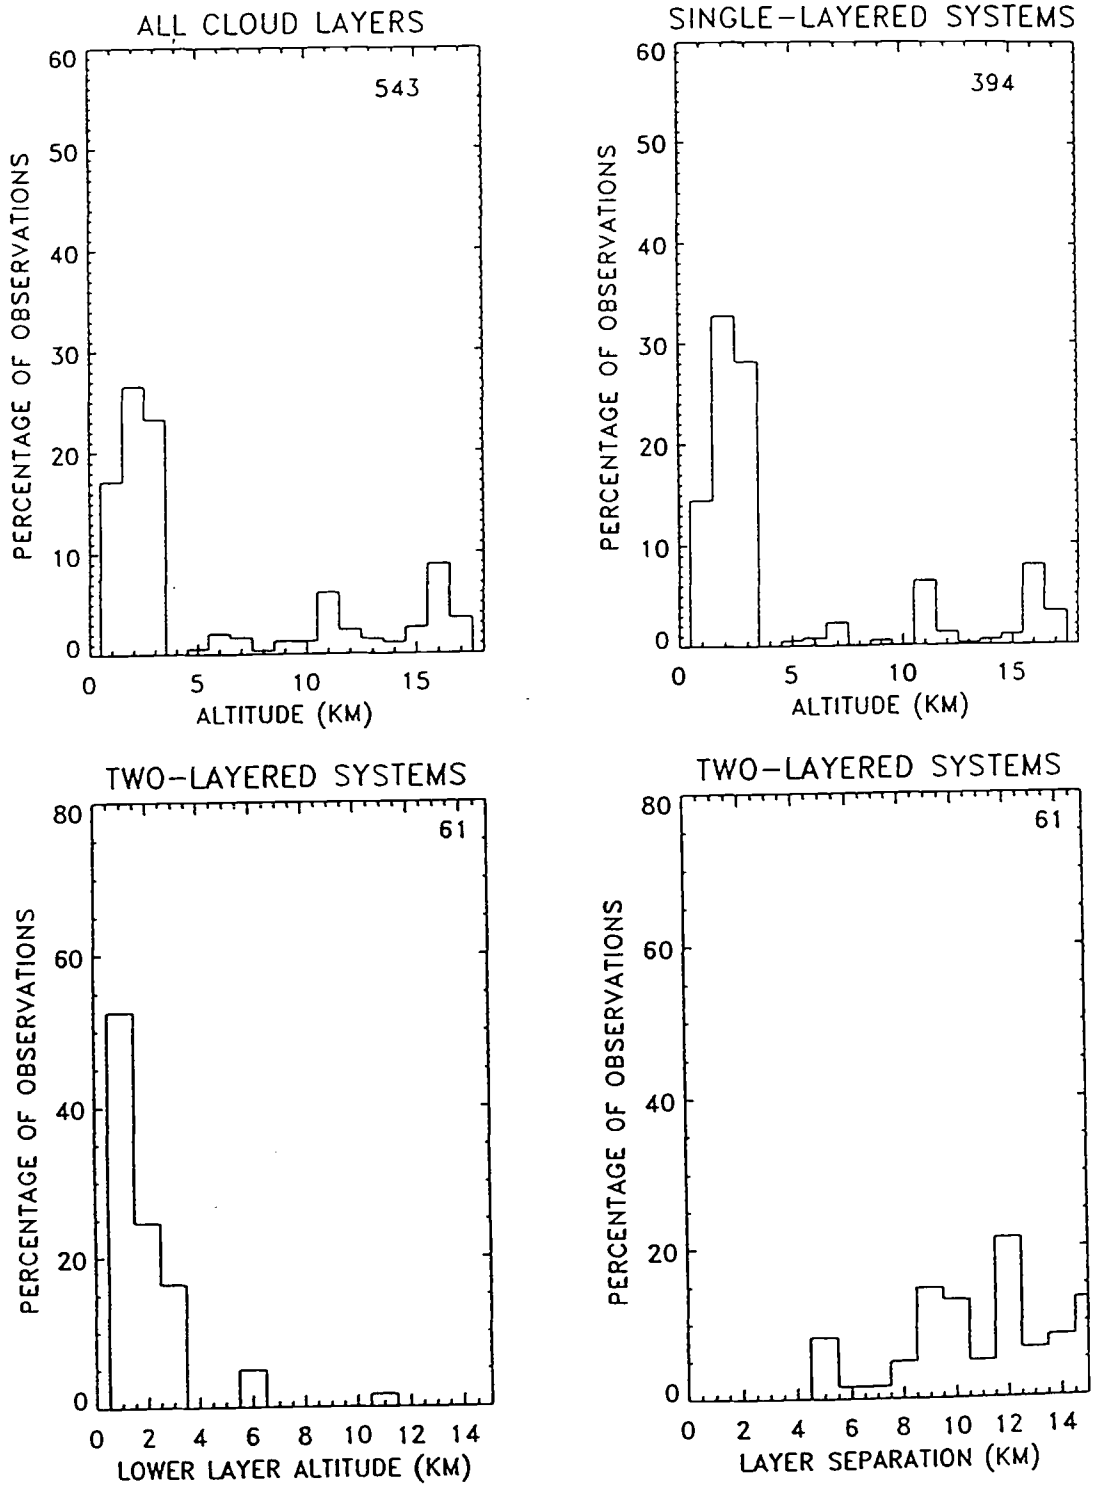 ALL CLOUD LAYERS
543
60
50
40
30
20
10
0
PERCENTAGE OF OBSERVATIONS
0 5 10 15
ALTITUDE (KM)
SINGLE-LAYERED SYSTEMS
394
60
50
40
30
20
10
0
PERCENTAGE OF OBSERVATIONS
0 5 10 15
ALTITUDE (KM)
TWO-LAYERED SYSTEMS
61
80
60
40
20
0
PERCENTAGE OF OBSERVATIONS
0 2 4 6 8 10 12 14
LOWER LAYER ALTITUDE (KM)
TWO-LAYERED SYSTEMS
61
80
60
40
20
0
PERCENTAGE OF OBSERVATIONS
0 2 4 6 8 10 12 14
LAYER SEPARATION (KM)